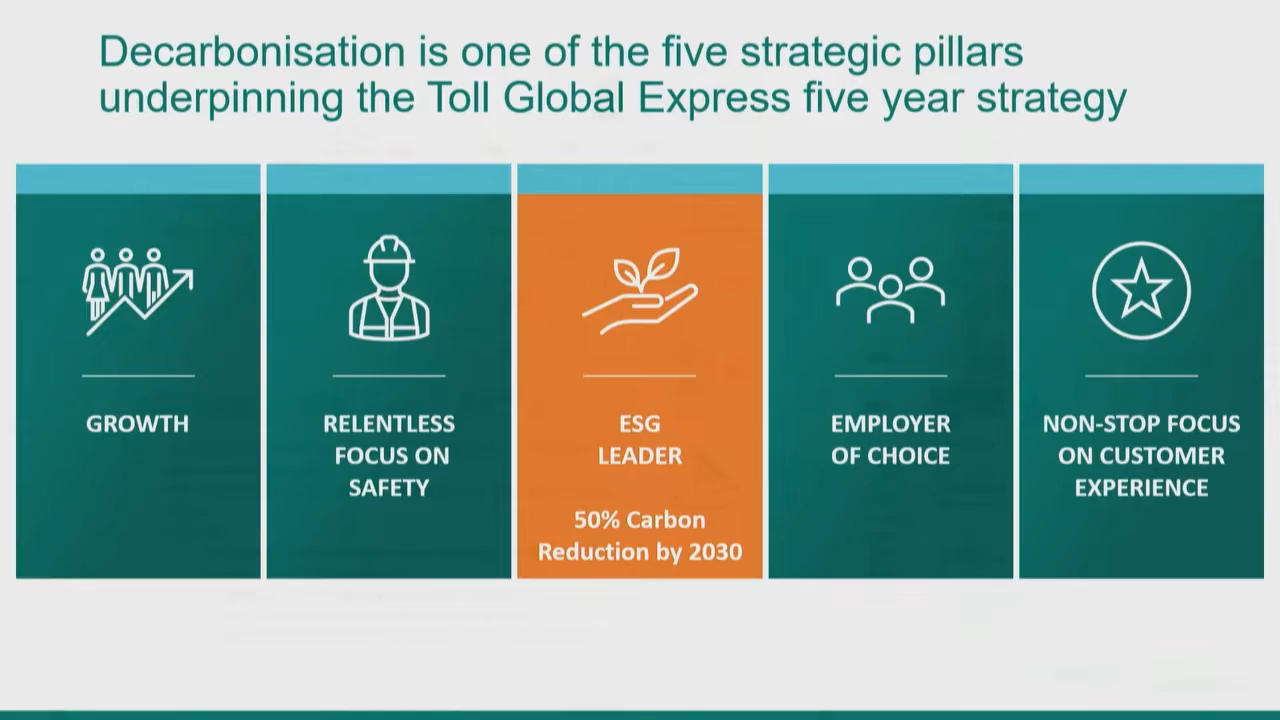 Decarbonisation is one of the five strategic pillars
underpinning the Toll Global Express five year strategy
GROWTH
RELENTLESS
FOCUS ON
SAFETY
ESG
LEADER
50% Carbon
Reduction by 2030
EMPLOYER
OF CHOICE
NON-STOP FOCUS
ON CUSTOMER
EXPERIENCE